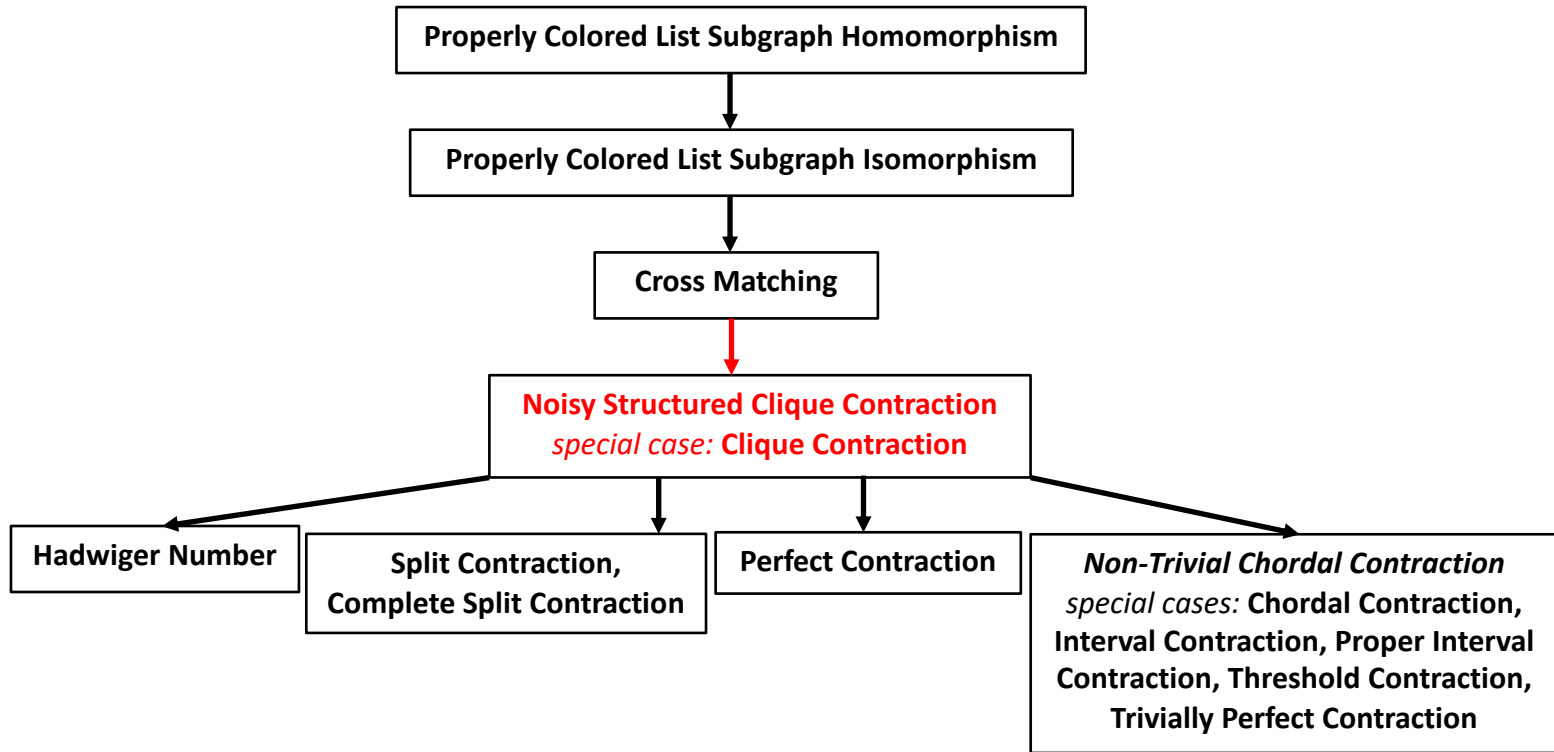 Properly Colored List Subgraph Homomorphism
Properly Colored List Subgraph Isomorphism
Cross Matching
Noisy Structured Clique Contraction
special case: Clique Contraction
Hadwiger Number
Split Contraction,
Complete Split Contraction
Perfect Contraction
Non-Trivial Chordal Contraction
special cases: Chordal Contraction,
Interval Contraction, Proper Interval
Contraction, Threshold Contraction,
Trivially Perfect Contraction